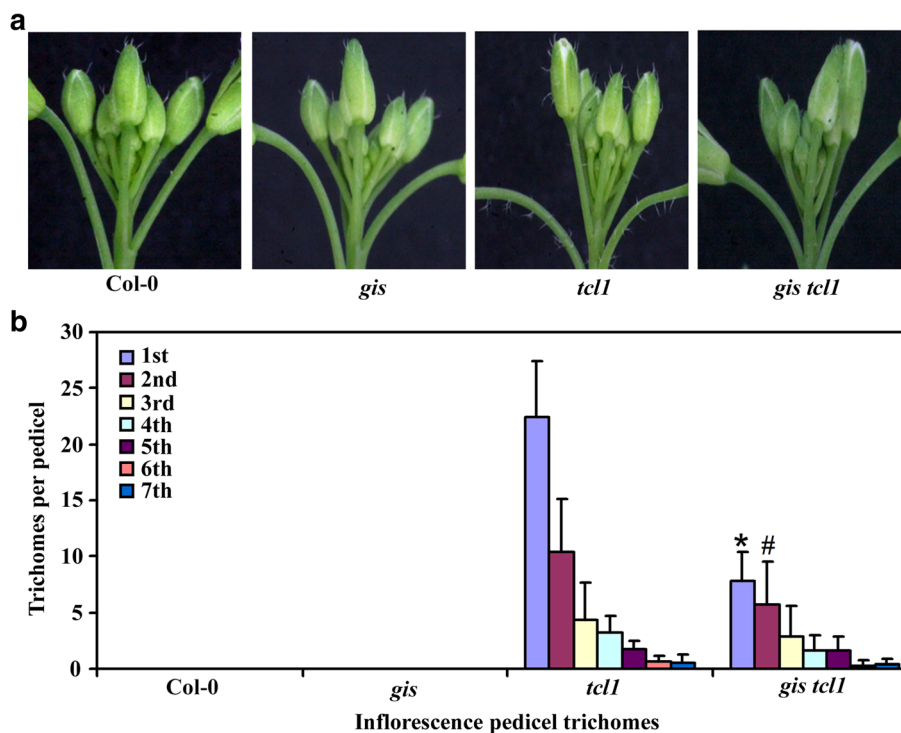 a
Col-0 gis tcl1 gis tcl1
b
30
25
20
15
10
5
0
Trichomes per pedicel
1st
2nd
3rd
4th
5th
6th
7th
* #
Col-0 gis tcl1 gis tcl1
Inflorescence pedicel trichomes